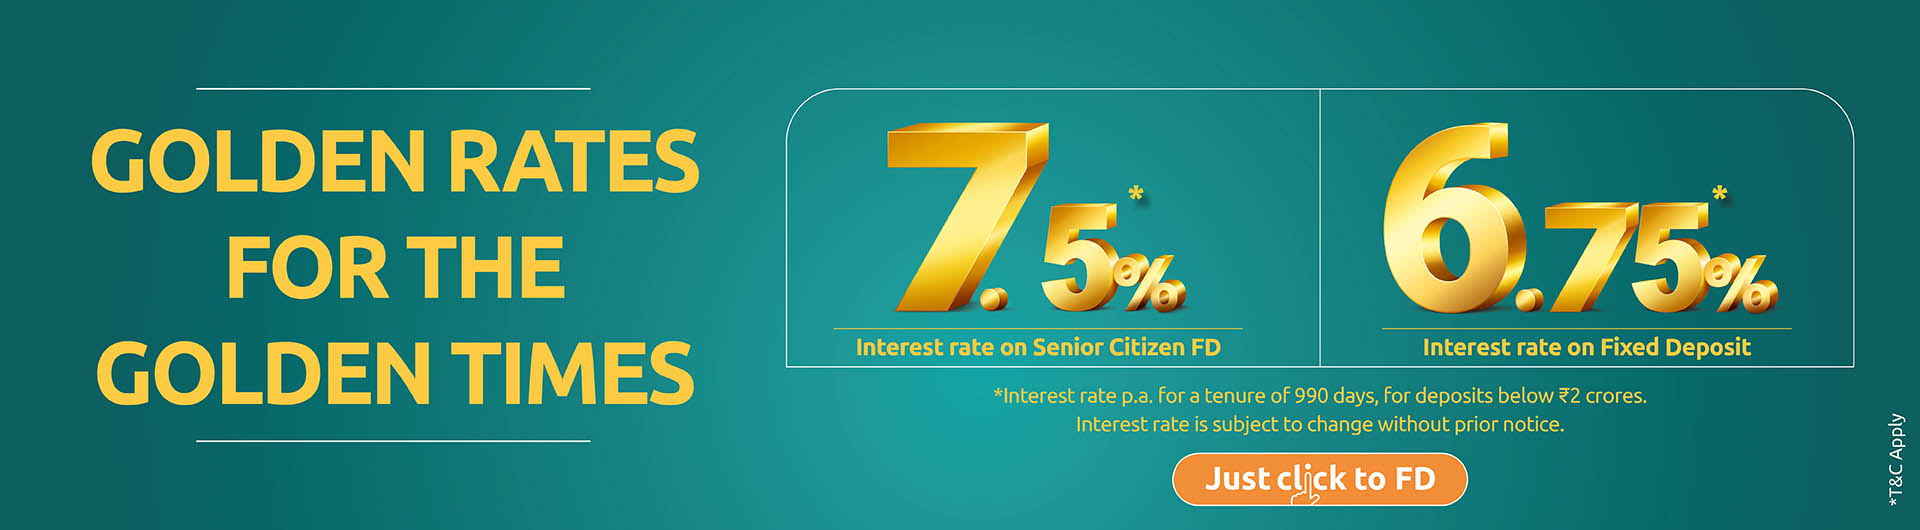 GOLDEN RATES
FOR THE
GOLDEN TIMES
7.5%*
Interest rate on Senior Citizen FD
6.75%*
Interest rate on Fixed Deposit
*Interest rate p.a. for a tenure of 990 days, for deposits below ₹2 crores.
Interest rate is subject to change without prior notice.
Just click to FD
*T&C Apply